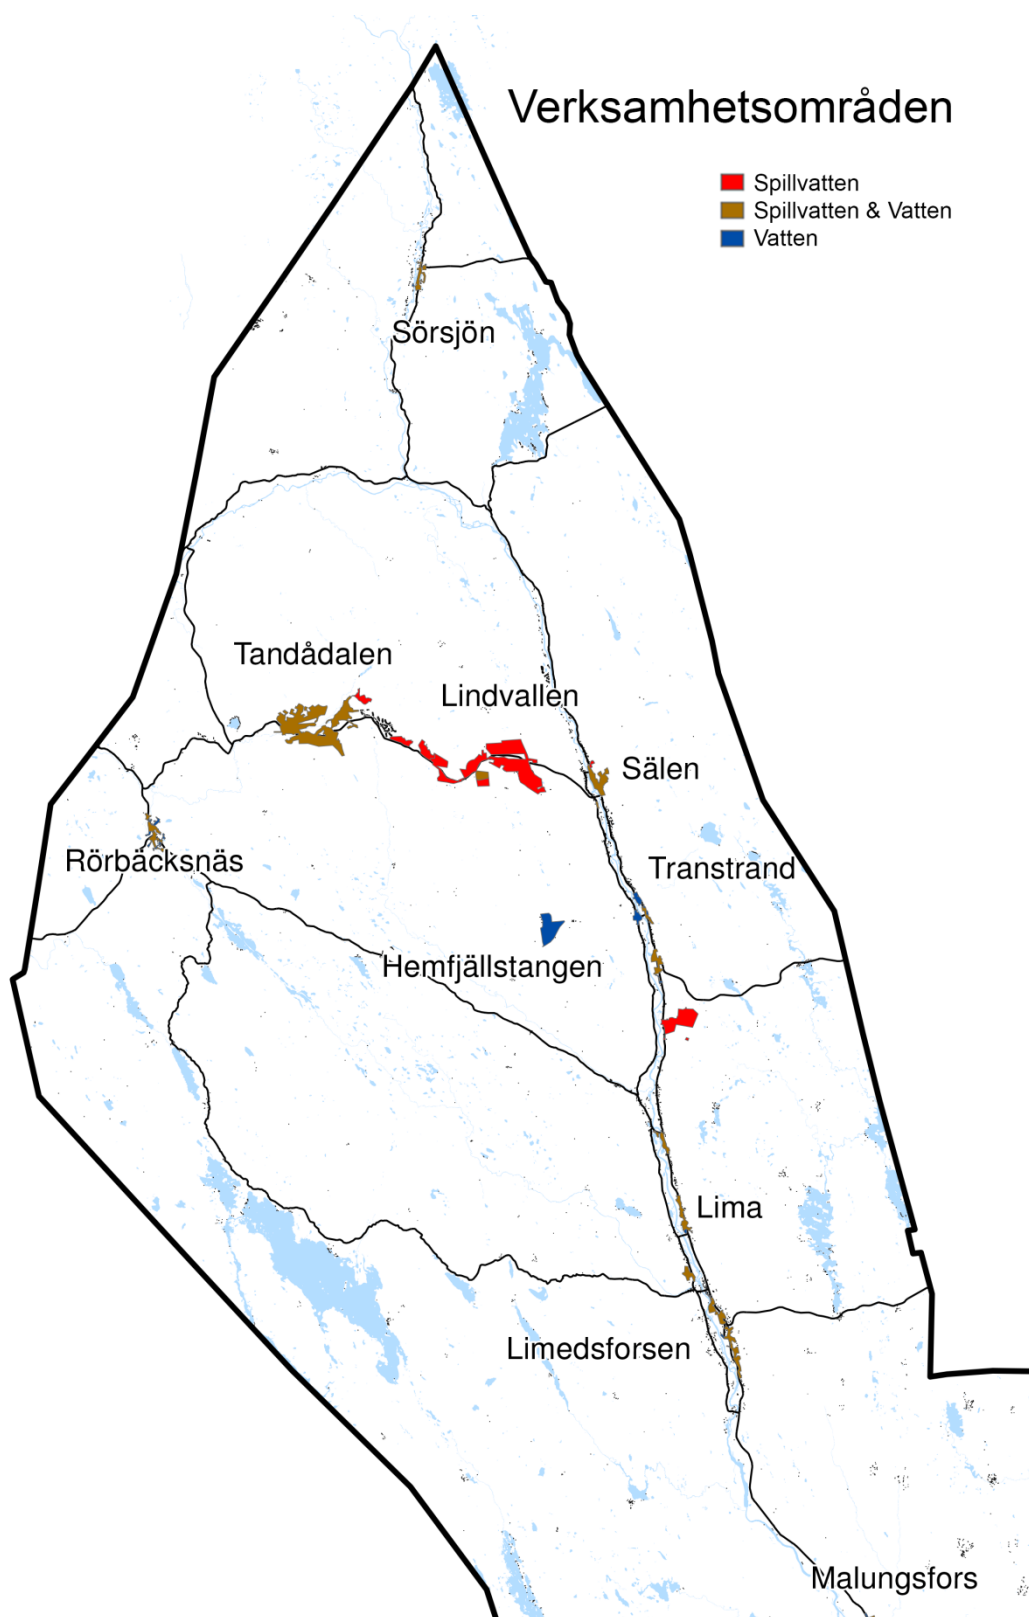 Verksamhetsområden
Spillvatten
Spillvatten & Vatten
Vatten
Sörsjön
Tandådalen
Lindvallen
Sälen
Rörbäcksnäs
Transtrand
Hemfjällstangen
Lima
Limedsforsen
Malungsfors